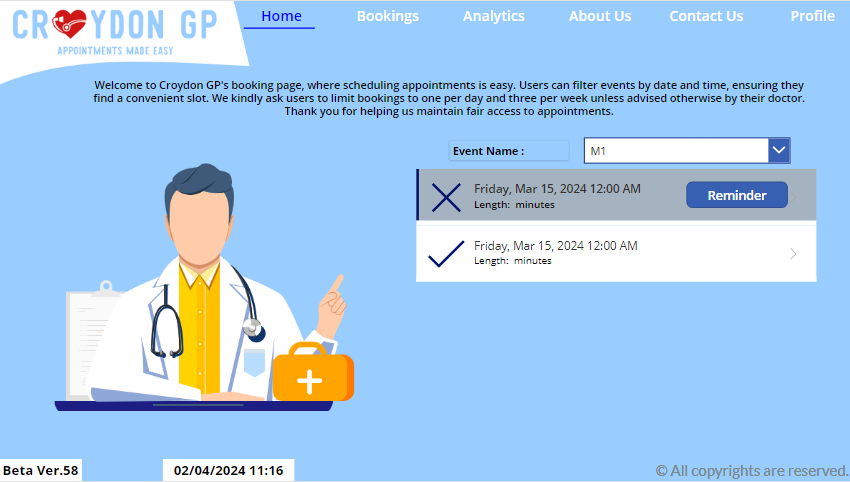 CROYDON GP
APPOINTMENTS MADE EASY
Home
Bookings
Analytics
About Us
Contact Us
Profile
Welcome to Croydon GP's booking page, where scheduling appointments is easy. Users can filter events by date and time, ensuring they
find a convenient slot. We kindly ask users to limit bookings to one per day and three per week unless advised otherwise by their doctor.
Thank you for helping us maintain fair access to appointments.
Event Name :
M1
Friday, Mar 15, 2024 12:00 AM
Length: minutes
Reminder
Friday, Mar 15, 2024 12:00 AM
Length: minutes
Beta Ver.58
02/04/2024 11:16
© All copyrights are reserved.